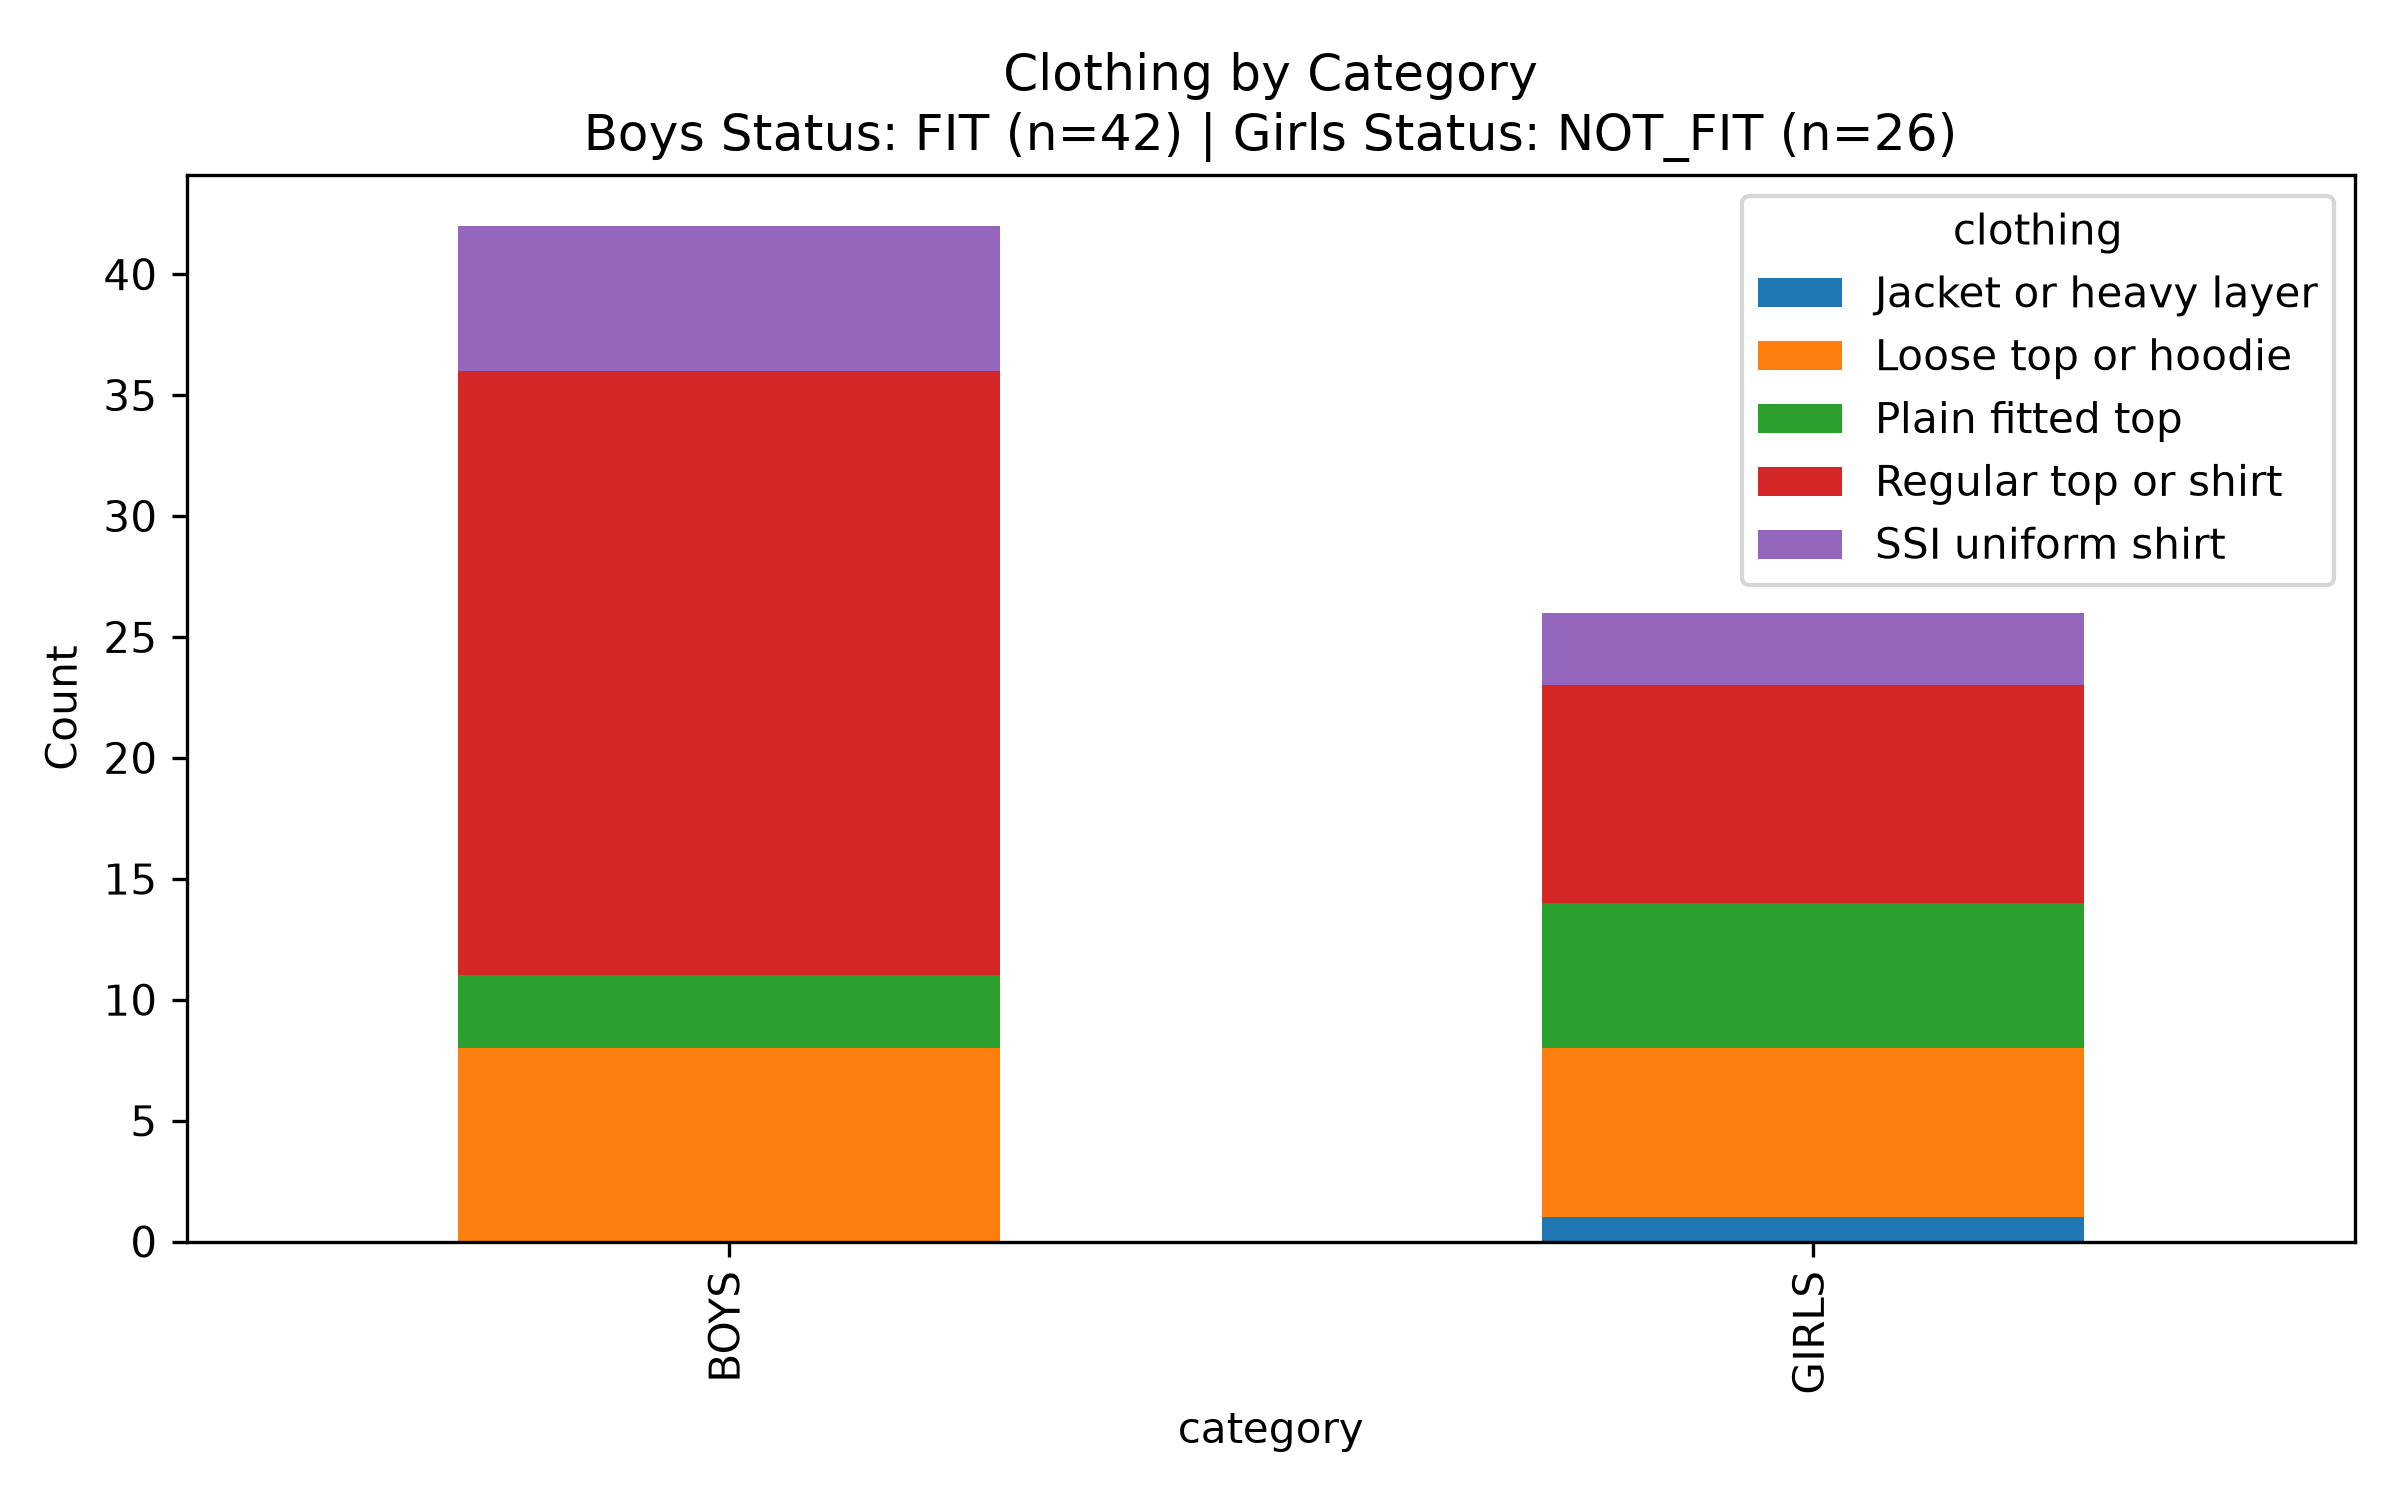 Clothing by Category
Boys Status: FIT (n=42) | Girls Status: NOT_FIT (n=26)
clothing
Jacket or heavy layer
Loose top or hoodie
Plain fitted top
Regular top or shirt
SSI uniform shirt
Count
40
35
30
25
20
15
10
5
0
BOYS
GIRLS
category